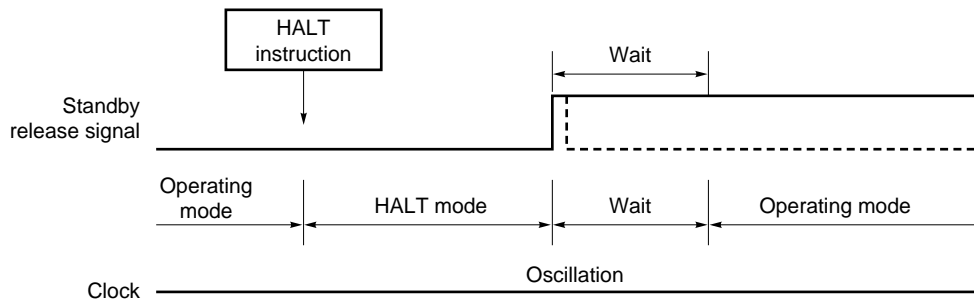 HALT
instruction
Wait
Standby
release signal
Operating
mode
HALT mode
Wait
Operating mode
Oscillation
Clock